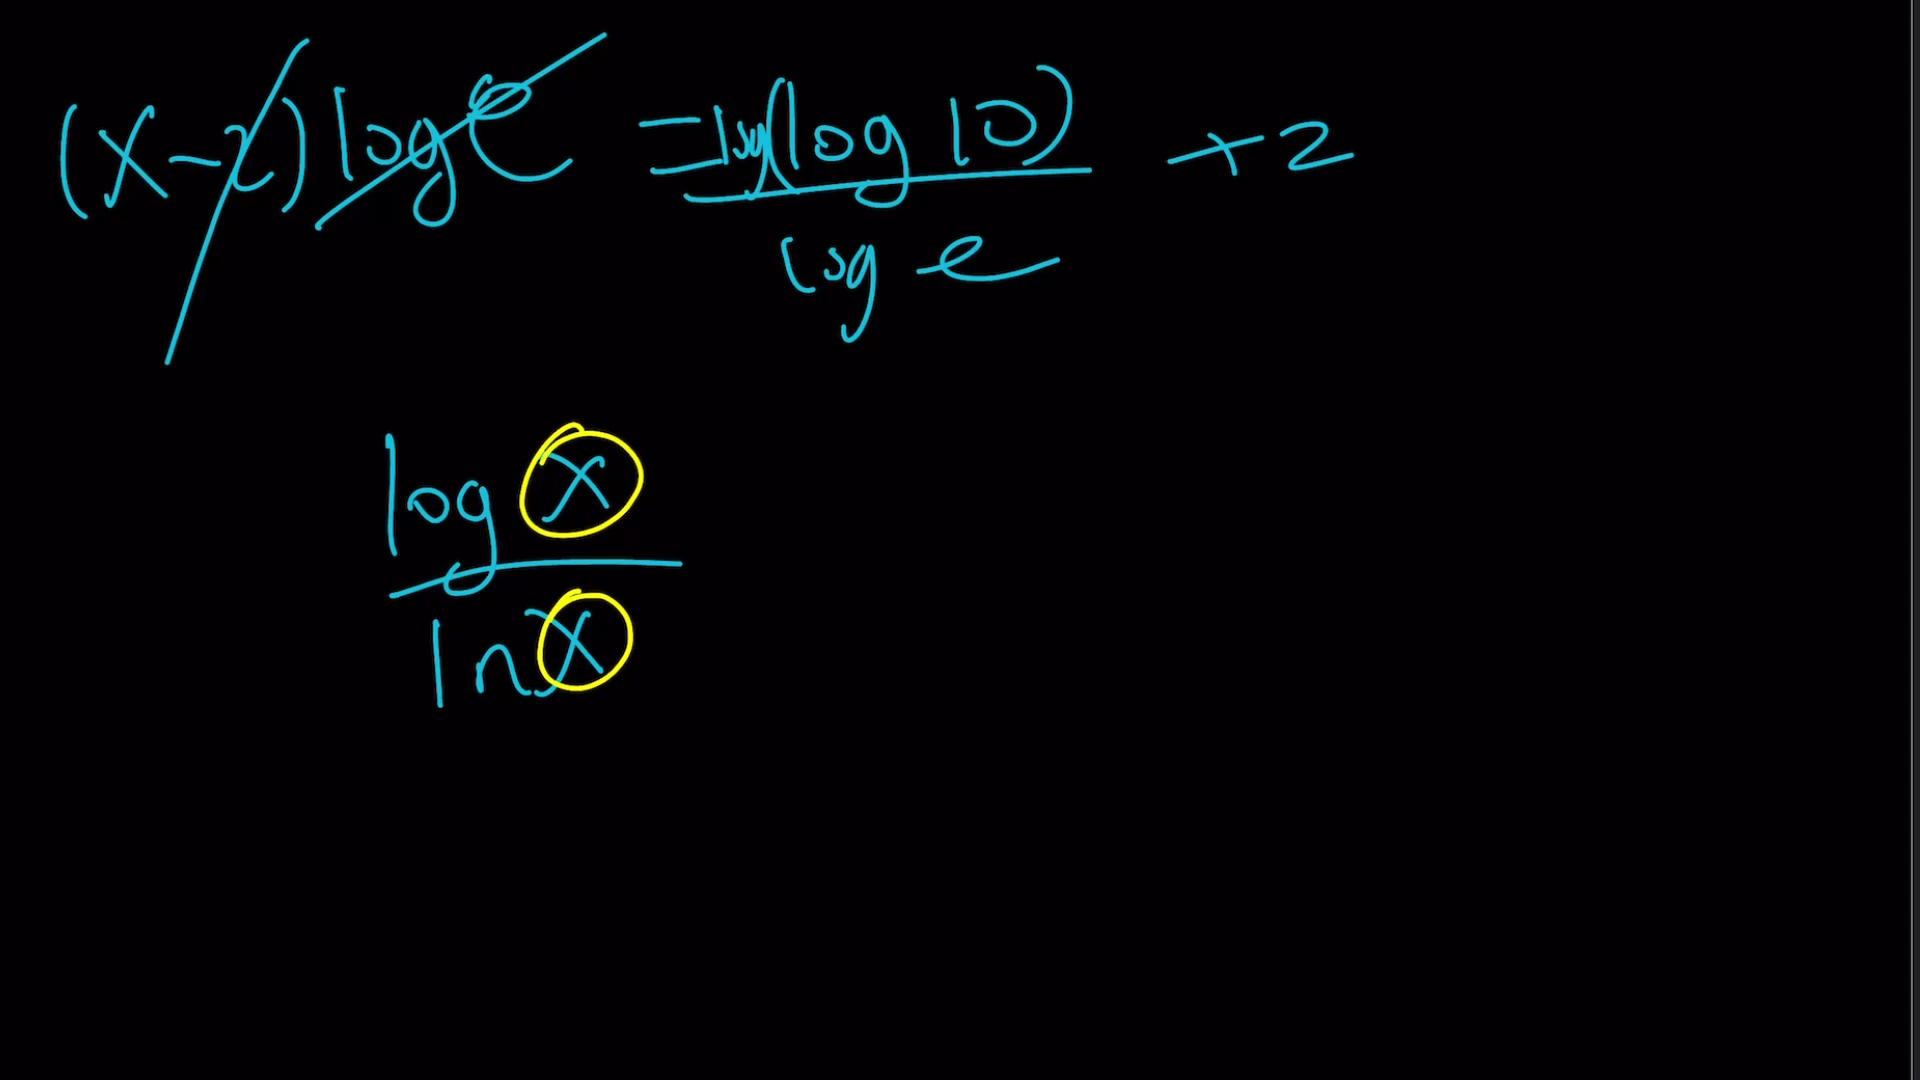 (x-2) log e = log(log 10) / log e + 2
log x / ln x